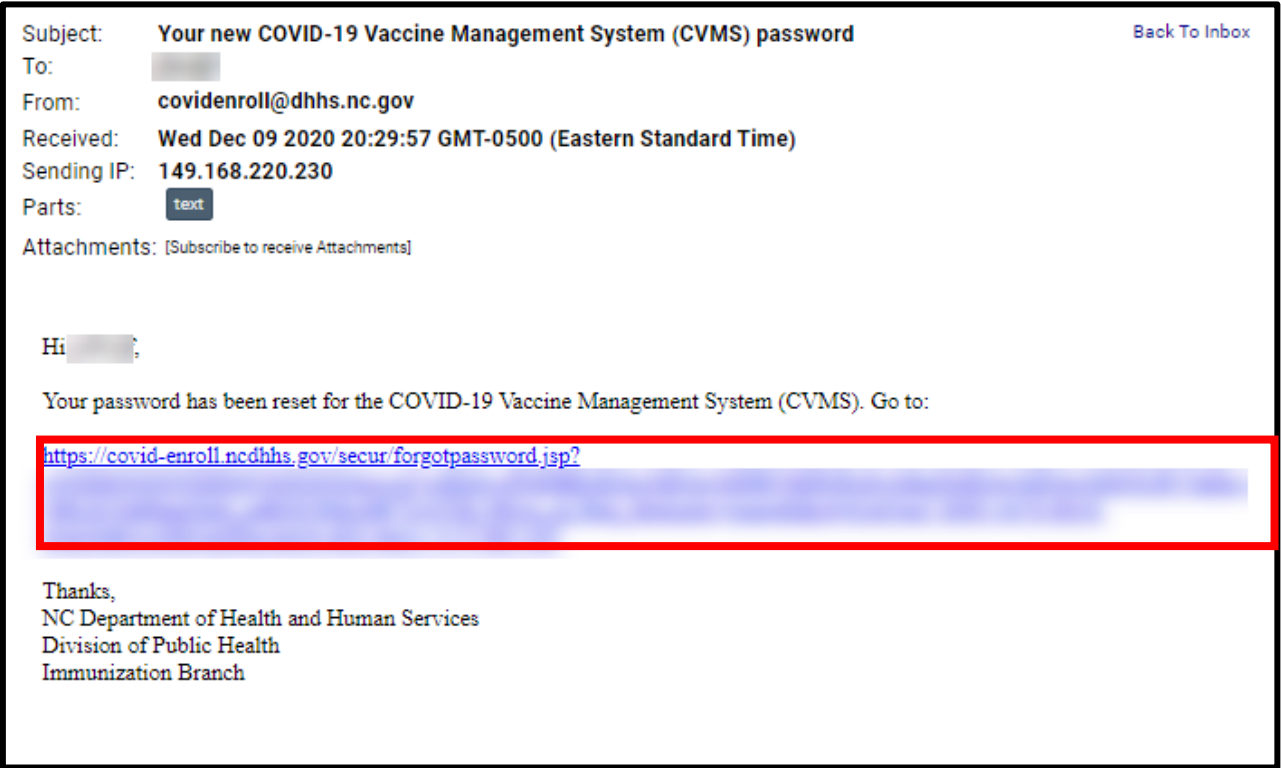 Subject: Your new COVID-19 Vaccine Management System (CVMS) password Back To Inbox
To:
From: covidenroll@dhhs.nc.gov
Received: Wed Dec 09 2020 20:29:57 GMT-0500 (Eastern Standard Time)
Sending IP: 149.168.220.230
Parts: text
Attachments: [Subscribe to receive Attachments]
Hi ,
Your password has been reset for the COVID-19 Vaccine Management System (CVMS). Go to:
https://covid-enroll.ncdhhs.gov/secur/forgotpassword.jsp?
Thanks,
NC Department of Health and Human Services
Division of Public Health
Immunization Branch